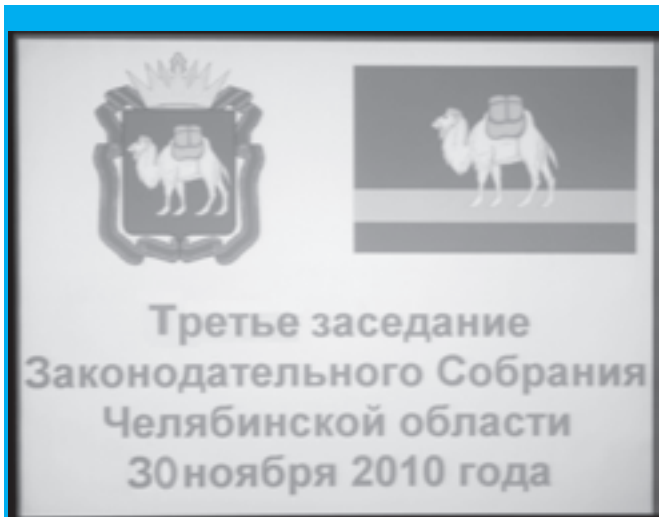 Третье заседание
Законодательного Собрания
Челябинской области
30 ноября 2010 года